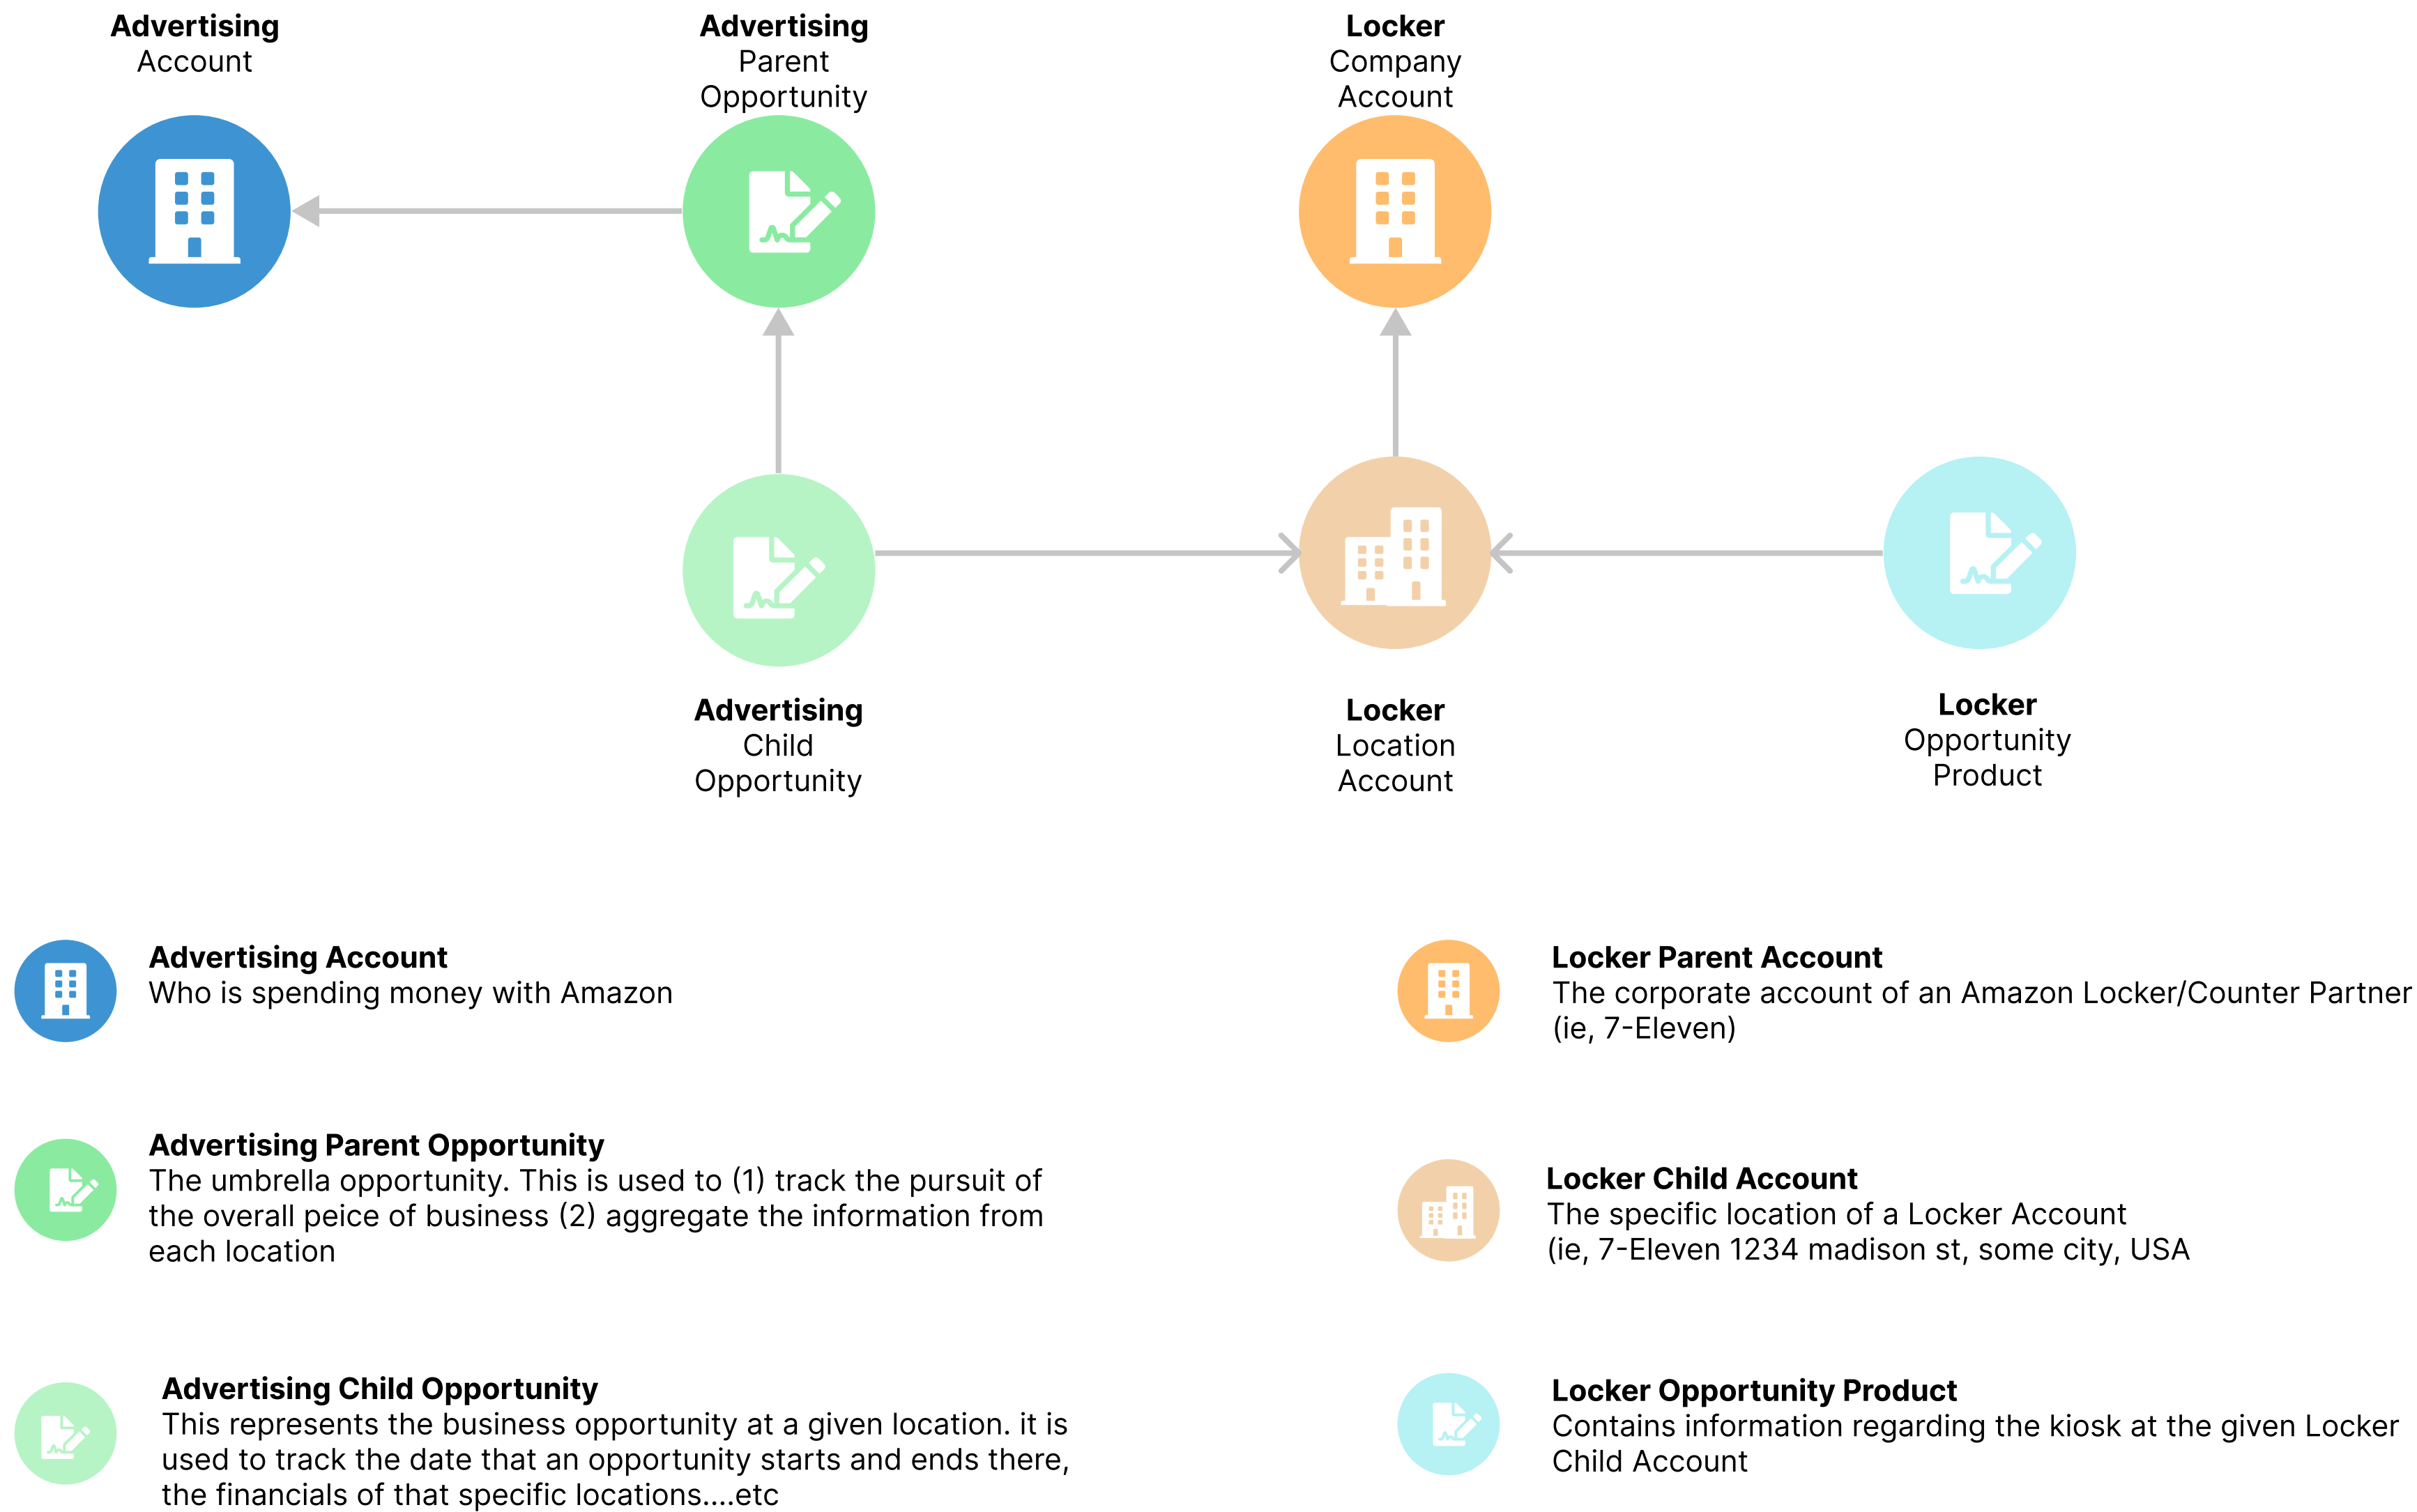 Advertising
Account
Advertising
Parent
Opportunity
Locker
Company
Account
Advertising
Child
Opportunity
Locker
Location
Account
Locker
Opportunity
Product
Advertising Account
Who is spending money with Amazon
Advertising Parent Opportunity
The umbrella opportunity. This is used to (1) track the pursuit of
the overall peice of business (2) aggregate the information from
each location
Advertising Child Opportunity
This represents the business opportunity at a given location. it is
used to track the date that an opportunity starts and ends there,
the financials of that specific locations....etc
Locker Parent Account
The corporate account of an Amazon Locker/Counter Partner
(ie, 7-Eleven)
Locker Child Account
The specific location of a Locker Account
(ie, 7-Eleven 1234 madison st, some city, USA
Locker Opportunity Product
Contains information regarding the kiosk at the given Locker
Child Account